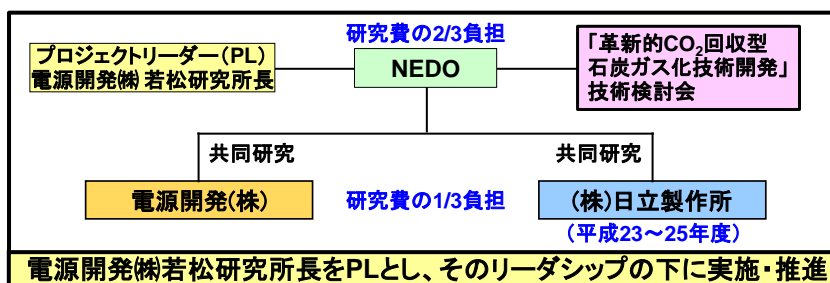 研究費の2/3負担
プロジェクトリーダー(PL)
電源開発㈱ 若松研究所長
NEDO
「革新的CO₂回収型
石炭ガス化技術開発」
技術検討会
共同研究
共同研究
電源開発(株)
研究費の1/3負担
(株)日立製作所
(平成23～25年度)
電源開発㈱若松研究所長をPLとし、そのリーダシップの下に実施・推進